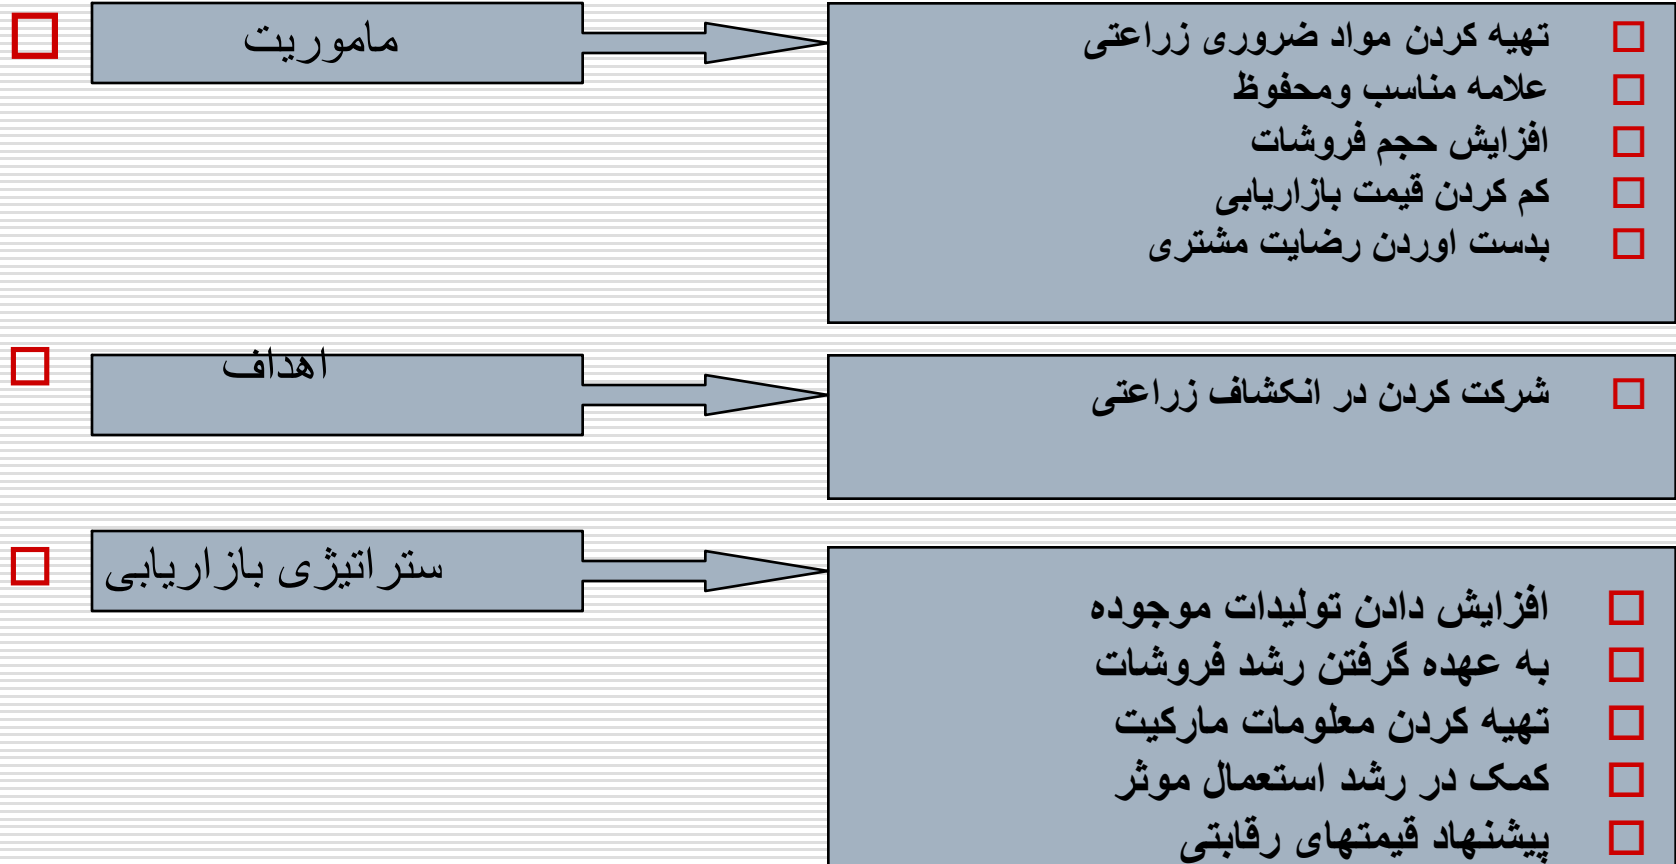 ماموریت
تهیه کردن مواد ضروری زراعتی
علامه مناسب ومحفوظ
افزایش حجم فروشات
کم کردن قیمت بازاریابی
بدست اوردن رضایت مشتری
اهداف
شرکت کردن در انکشاف زراعتی
ستراتیژی بازاریابی
افزایش دادن تولیدات موجوده
به عهده گرفتن رشد فروشات
تهیه کردن معلومات مارکیت
کمک در رشد استعمال موثر
پیشنهاد قیمتهای رقابتی